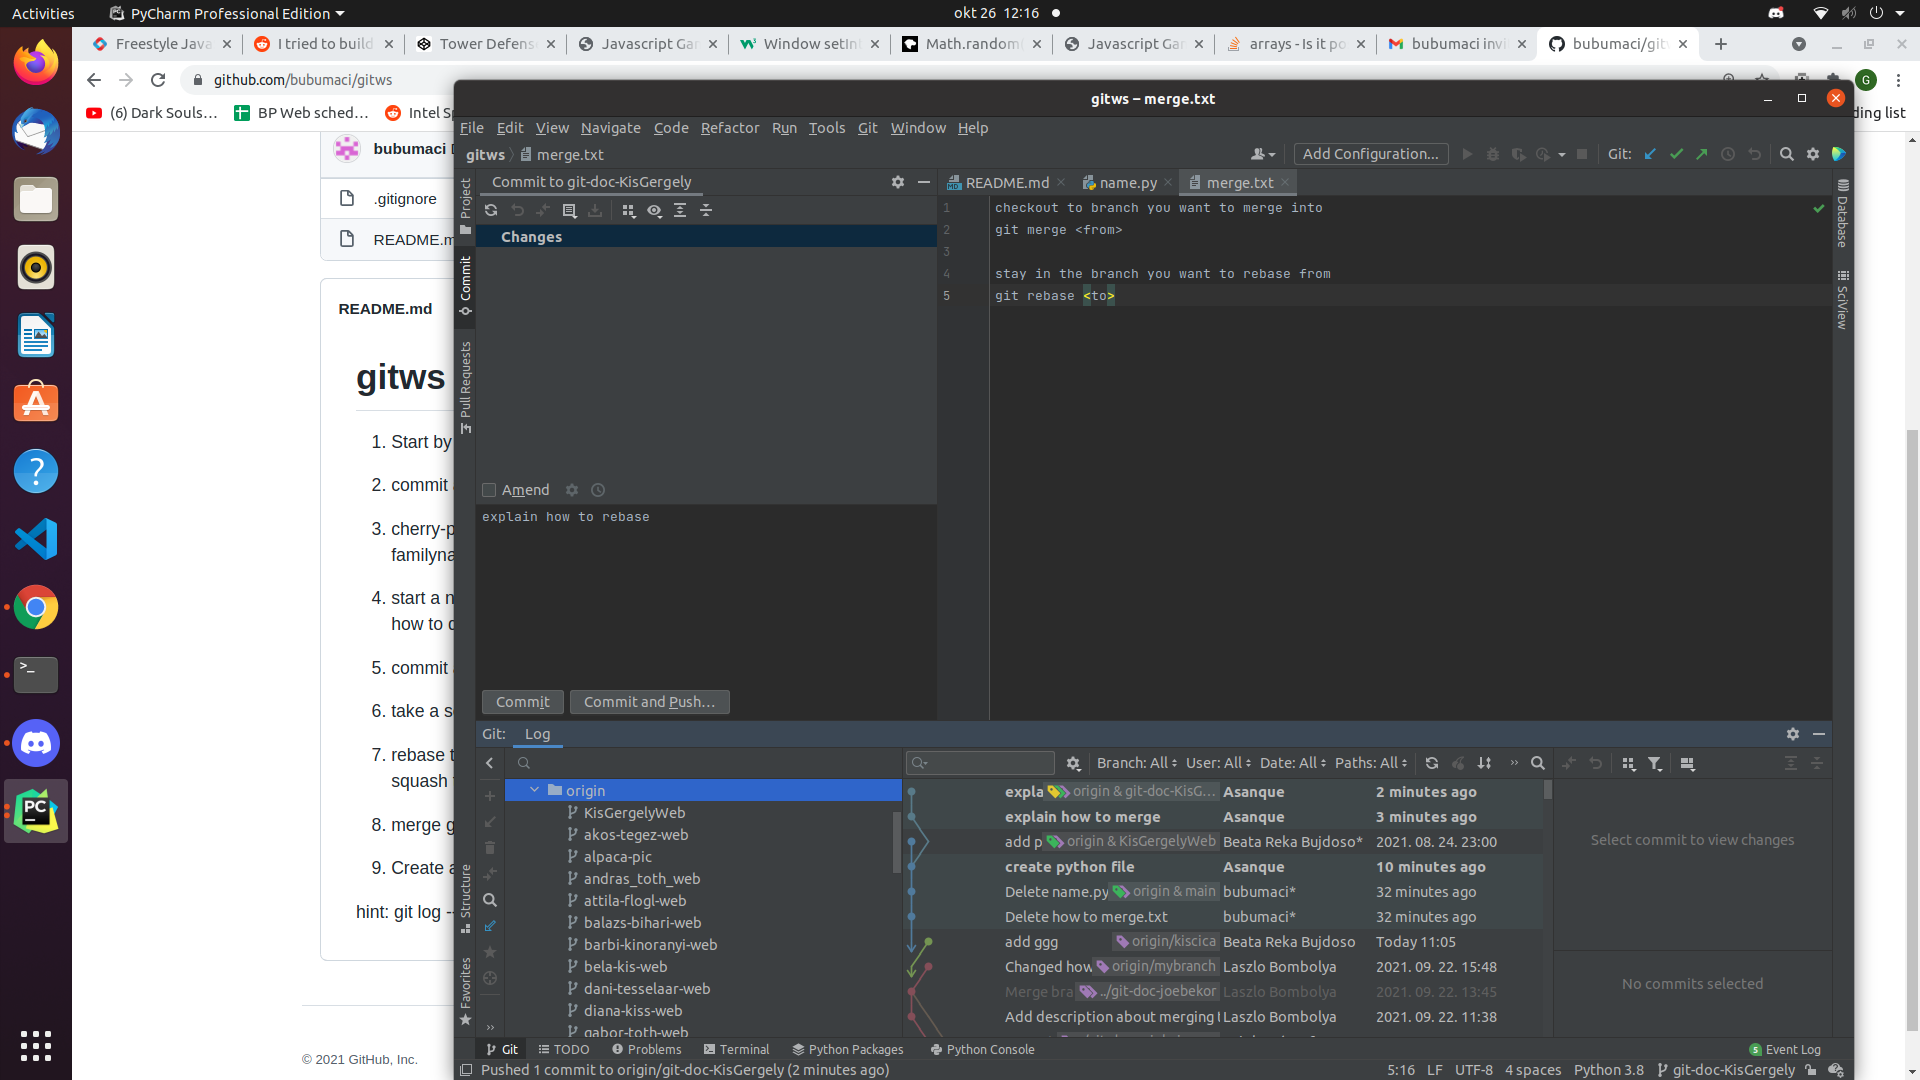 Activities
PyCharm Professional Edition
okt 26 12:16
Freestyle Java
I tried to build
Tower Defens
Javascript Gar
Window setIn
Math.random(
Javascript Gar
arrays - Is it po
bubumaci invi
bubumaci/gitw
github.com/bubumaci/gitws
G
(6) Dark Souls…
BP Web sched…
Intel Sp
ding list
bubumaci
.gitignore
README.m
README.md
gitws
1. Start by
2. commit
3. cherry-p
familyna
4. start a n
how to c
5. commit
6. take a s
7. rebase t
squash
8. merge g
9. Create a
hint: git log --
© 2021 GitHub, Inc.
gitws – merge.txt
File Edit View Navigate Code Refactor Run Tools Git Window Help
gitws
merge.txt
Add Configuration...
Git:
Project
Commit
Pull Requests
Structure
Favorites
Commit to git-doc-KisGergely
Changes
Amend
explain how to rebase
Commit
Commit and Push…
README.md
name.py
merge.txt
1 checkout to branch you want to merge into
2 git merge <from>
3
4 stay in the branch you want to rebase from
5 git rebase <to>
Database
SciView
Git:
Log
origin
KisGergelyWeb
akos-tegez-web
alpaca-pic
andras_toth_web
attila-flogl-web
balazs-bihari-web
barbi-kinoranyi-web
bela-kis-web
dani-tesselaar-web
diana-kiss-web
gabor-toth-web
Branch: All
User: All
Date: All
Paths: All
expla origin & git-doc-KisG… Asanque 2 minutes ago
explain how to merge Asanque 3 minutes ago
add p origin & KisGergelyWeb Beata Reka Bujdoso* 2021. 08. 24. 23:00
create python file Asanque 10 minutes ago
Delete name.py origin & main bubumaci* 32 minutes ago
Delete how to merge.txt bubumaci* 32 minutes ago
add ggg origin/kiscica Beata Reka Bujdoso Today 11:05
Changed how origin/mybranch Laszlo Bombolya 2021. 09. 22. 15:48
Merge bra ../git-doc-joebekor Laszlo Bombolya 2021. 09. 22. 13:45
Add description about merging Laszlo Bombolya 2021. 09. 22. 11:38
Select commit to view changes
No commits selected
Git
TODO
Problems
Terminal
Python Packages
Python Console
5 Event Log
Pushed 1 commit to origin/git-doc-KisGergely (2 minutes ago)
5:16 LF UTF-8 4 spaces Python 3.8 git-doc-KisGergely